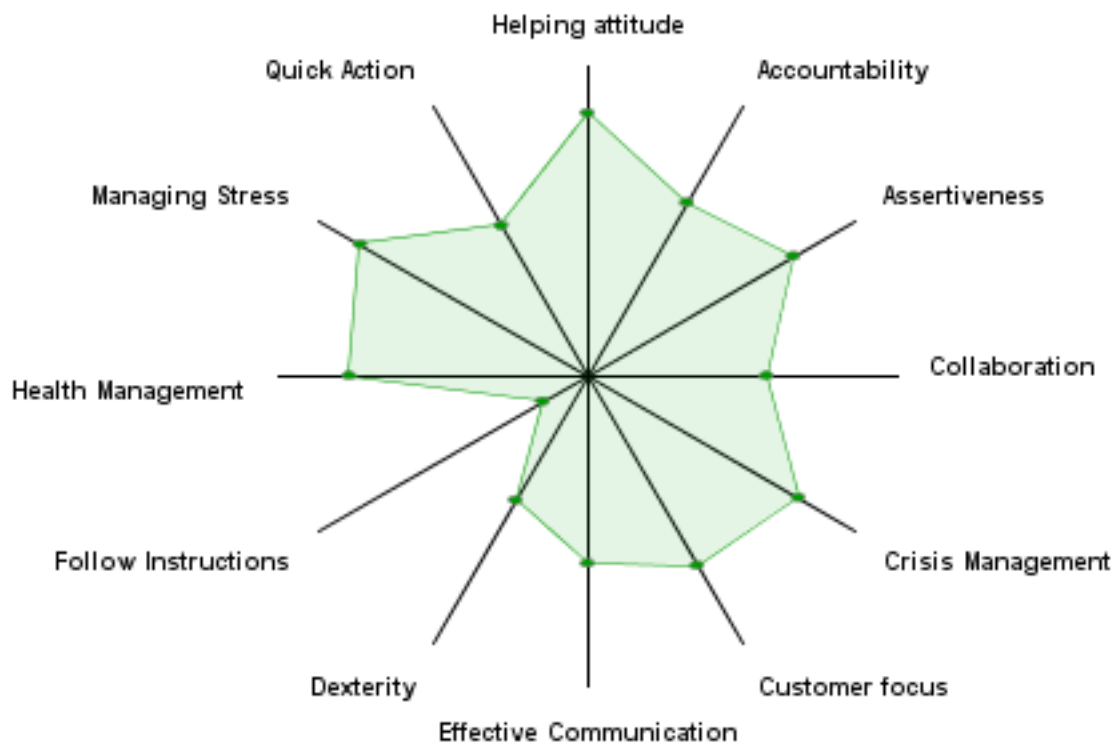 Helping attitude
Quick Action
Accountability
Managing Stress
Assertiveness
Health Management
Collaboration
Follow Instructions
Crisis Management
Dexterity
Customer focus
Effective Communication